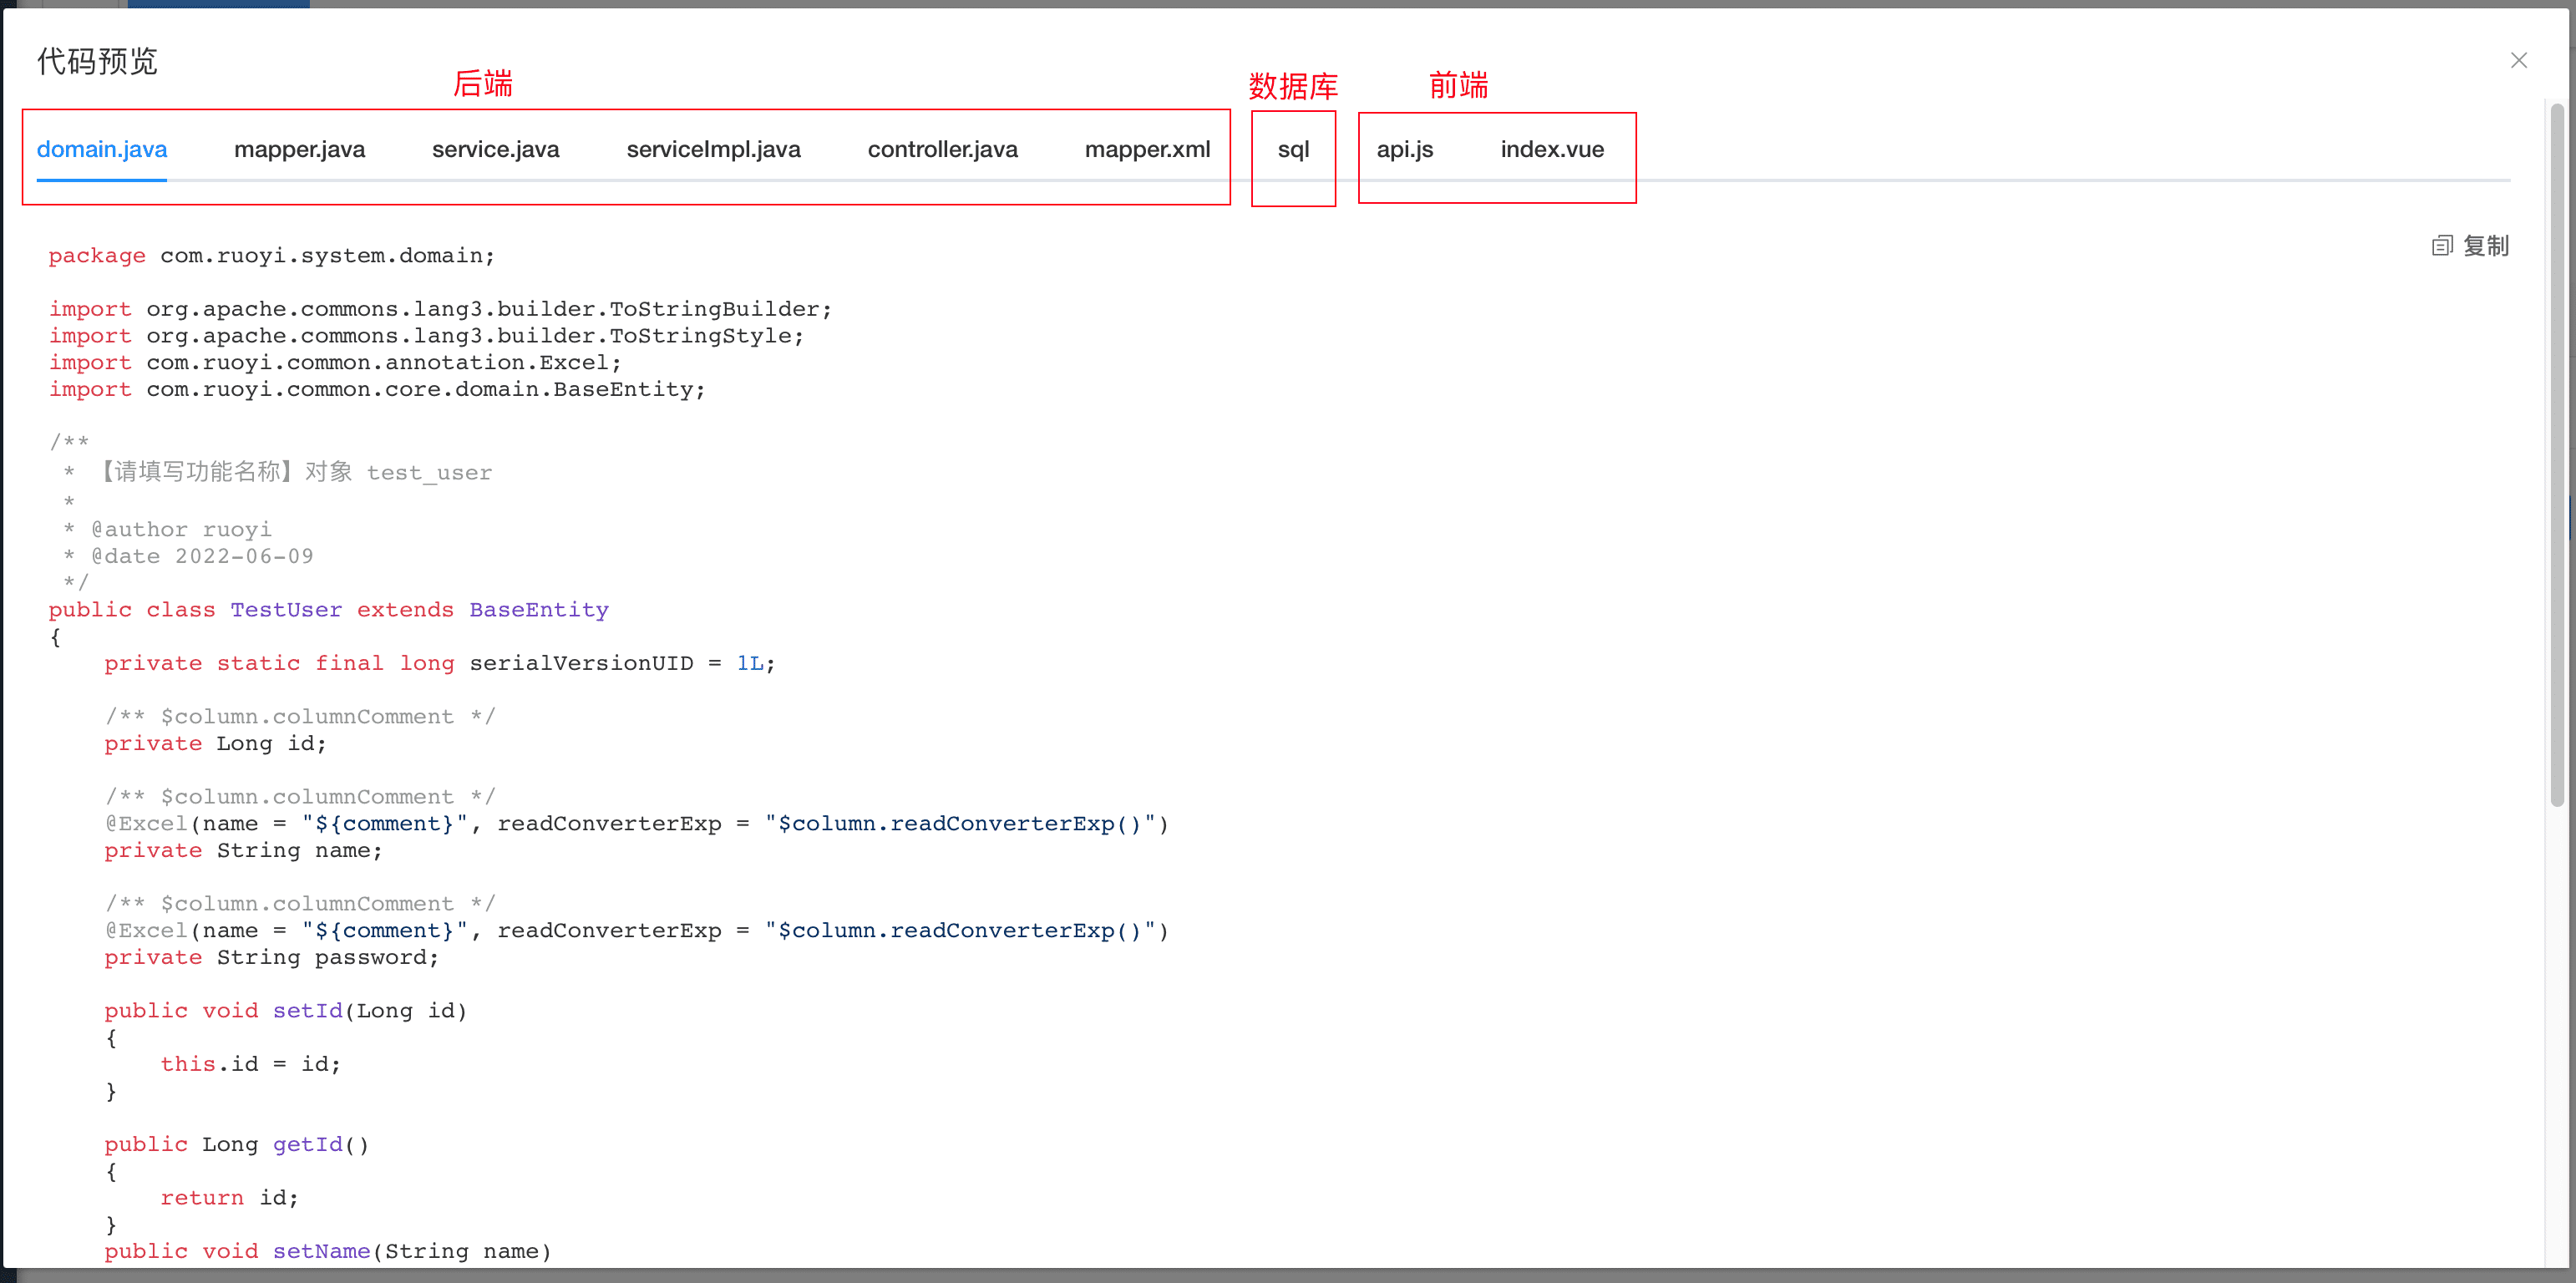 代码预览
后端 数据库 前端
domain.java mapper.java service.java serviceImpl.java controller.java mapper.xml sql api.js index.vue
复制
package com.ruoyi.system.domain;
import org.apache.commons.lang3.builder.ToStringBuilder;
import org.apache.commons.lang3.builder.ToStringStyle;
import com.ruoyi.common.annotation.Excel;
import com.ruoyi.common.core.domain.BaseEntity;
/**
 * 【请填写功能名称】对象 test_user
 *
 * @author ruoyi
 * @date 2022-06-09
 */
public class TestUser extends BaseEntity
{
    private static final long serialVersionUID = 1L;
    /** $column.columnComment */
    private Long id;
    /** $column.columnComment */
    @Excel(name = "${comment}", readConverterExp = "$column.readConverterExp()")
    private String name;
    /** $column.columnComment */
    @Excel(name = "${comment}", readConverterExp = "$column.readConverterExp()")
    private String password;
    public void setId(Long id)
    {
        this.id = id;
    }
    public Long getId()
    {
        return id;
    }
    public void setName(String name)